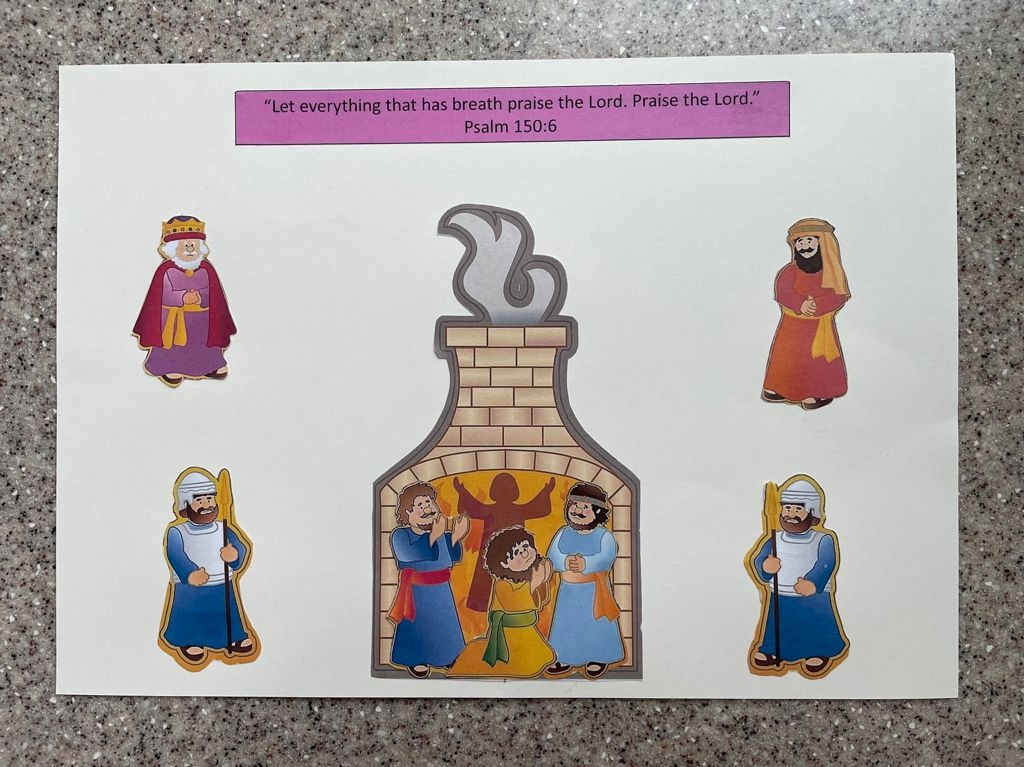 “Let everything that has breath praise the Lord. Praise the Lord.”
Psalm 150:6